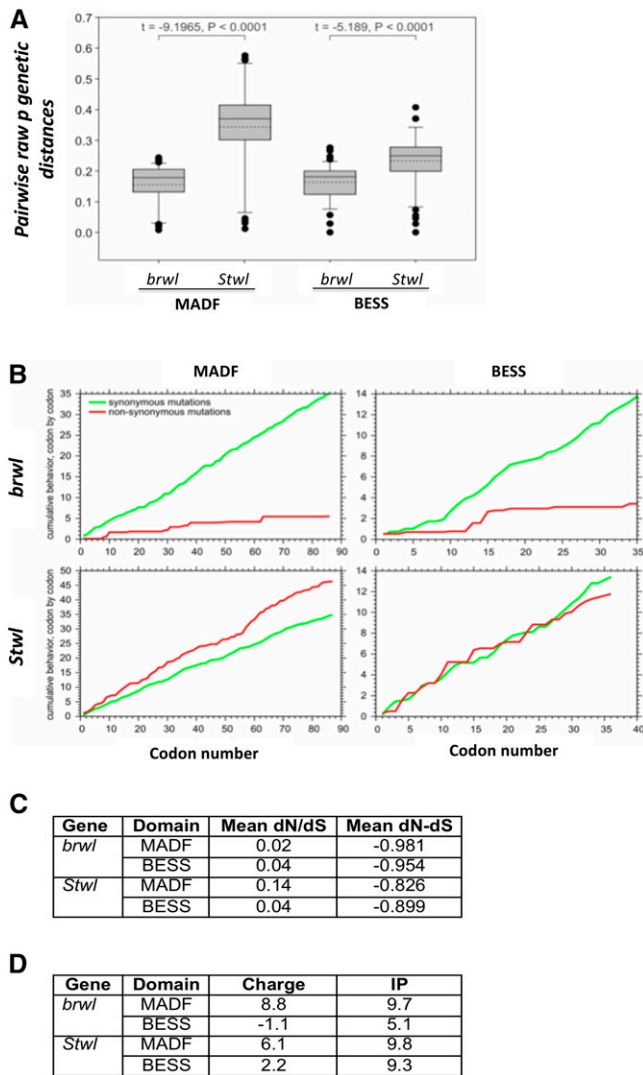 A
t = -9.1965, P < 0.0001
t = -5.189, P < 0.0001
Pairwise raw p genetic
distances
0.7
0.6
0.5
0.4
0.3
0.2
0.1
0.0
brwl Stwl brwl Stwl
MADF BESS
B
MADF BESS
brwl
cumulative behavior, codon by codon
35
30
25
20
15
10
5
0
synonymous mutations
non-synonymous mutations
0 10 20 30 40 50 60 70 80 90
14
12
10
8
6
4
2
0
0 5 10 15 20 25 30 35
Stwl
cumulative behavior, codon by codon
50
45
40
35
30
25
20
15
10
5
0
0 10 20 30 40 50 60 70 80 90
14
12
10
8
6
4
2
0
0 5 10 15 20 25 30 35 40
Codon number Codon number
C
Gene Domain Mean dN/dS Mean dN-dS
brwl MADF 0.02 -0.981
BESS 0.04 -0.954
Stwl MADF 0.14 -0.826
BESS 0.04 -0.899
D
Gene Domain Charge IP
brwl MADF 8.8 9.7
BESS -1.1 5.1
Stwl MADF 6.1 9.8
BESS 2.2 9.3